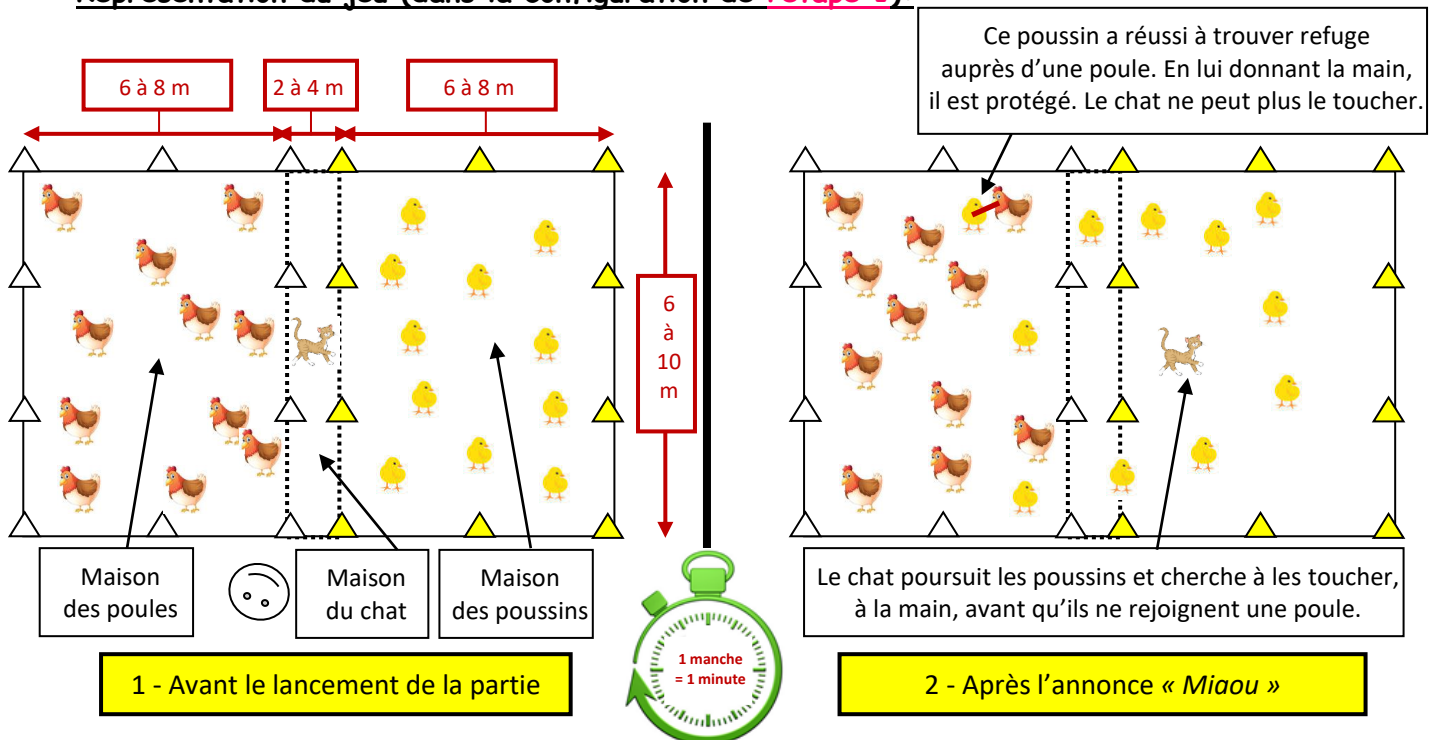 Ce poussin a réussi à trouver refuge
auprès d'une poule. En lui donnant la main,
il est protégé. Le chat ne peut plus le toucher.
6 à 8 m
2 à 4 m
6 à 8 m
6
à
10
m
Maison
des poules
Maison
du chat
Maison
des poussins
Le chat poursuit les poussins et cherche à les toucher,
à la main, avant qu'ils ne rejoignent une poule.
1 manche
= 1 minute
1 - Avant le lancement de la partie
2 - Après l'annonce « Miaou »